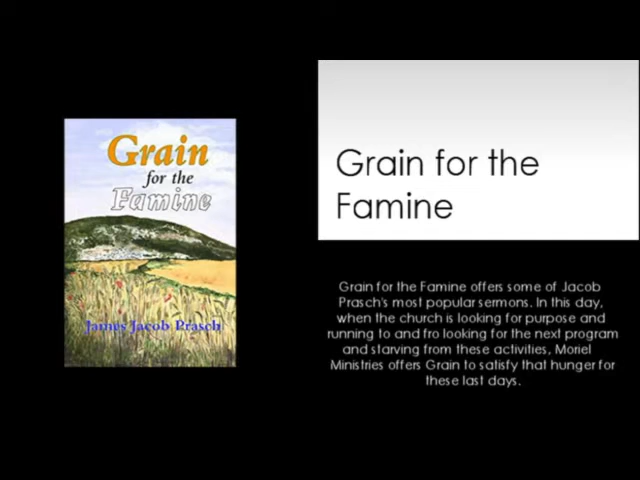 Grain
for the
Famine
James Jacob Prasch
Grain for the
Famine
Grain for the Famine offers some of Jacob
Prasch's most popular sermons. In this day,
when the church is looking for purpose and
running to and fro looking for the next program
and starving from these activities, Moriel
Ministries offers Grain to satisfy that hunger for
these last days.